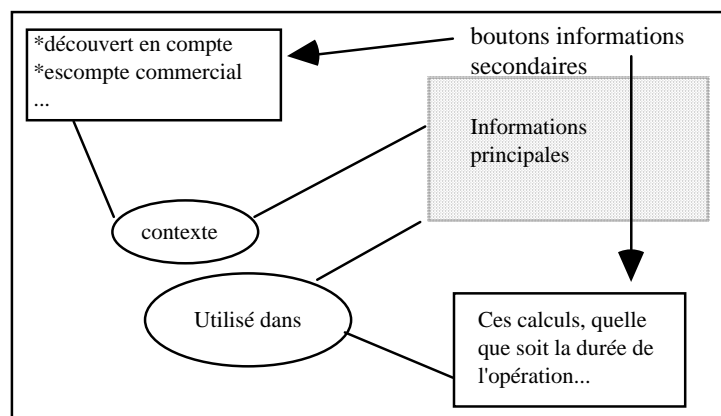 *découvert en compte
*escompte commercial
...
boutons informations
secondaires
Informations
principales
contexte
Utilisé dans
Ces calculs, quelle
que soit la durée de
l'opération...